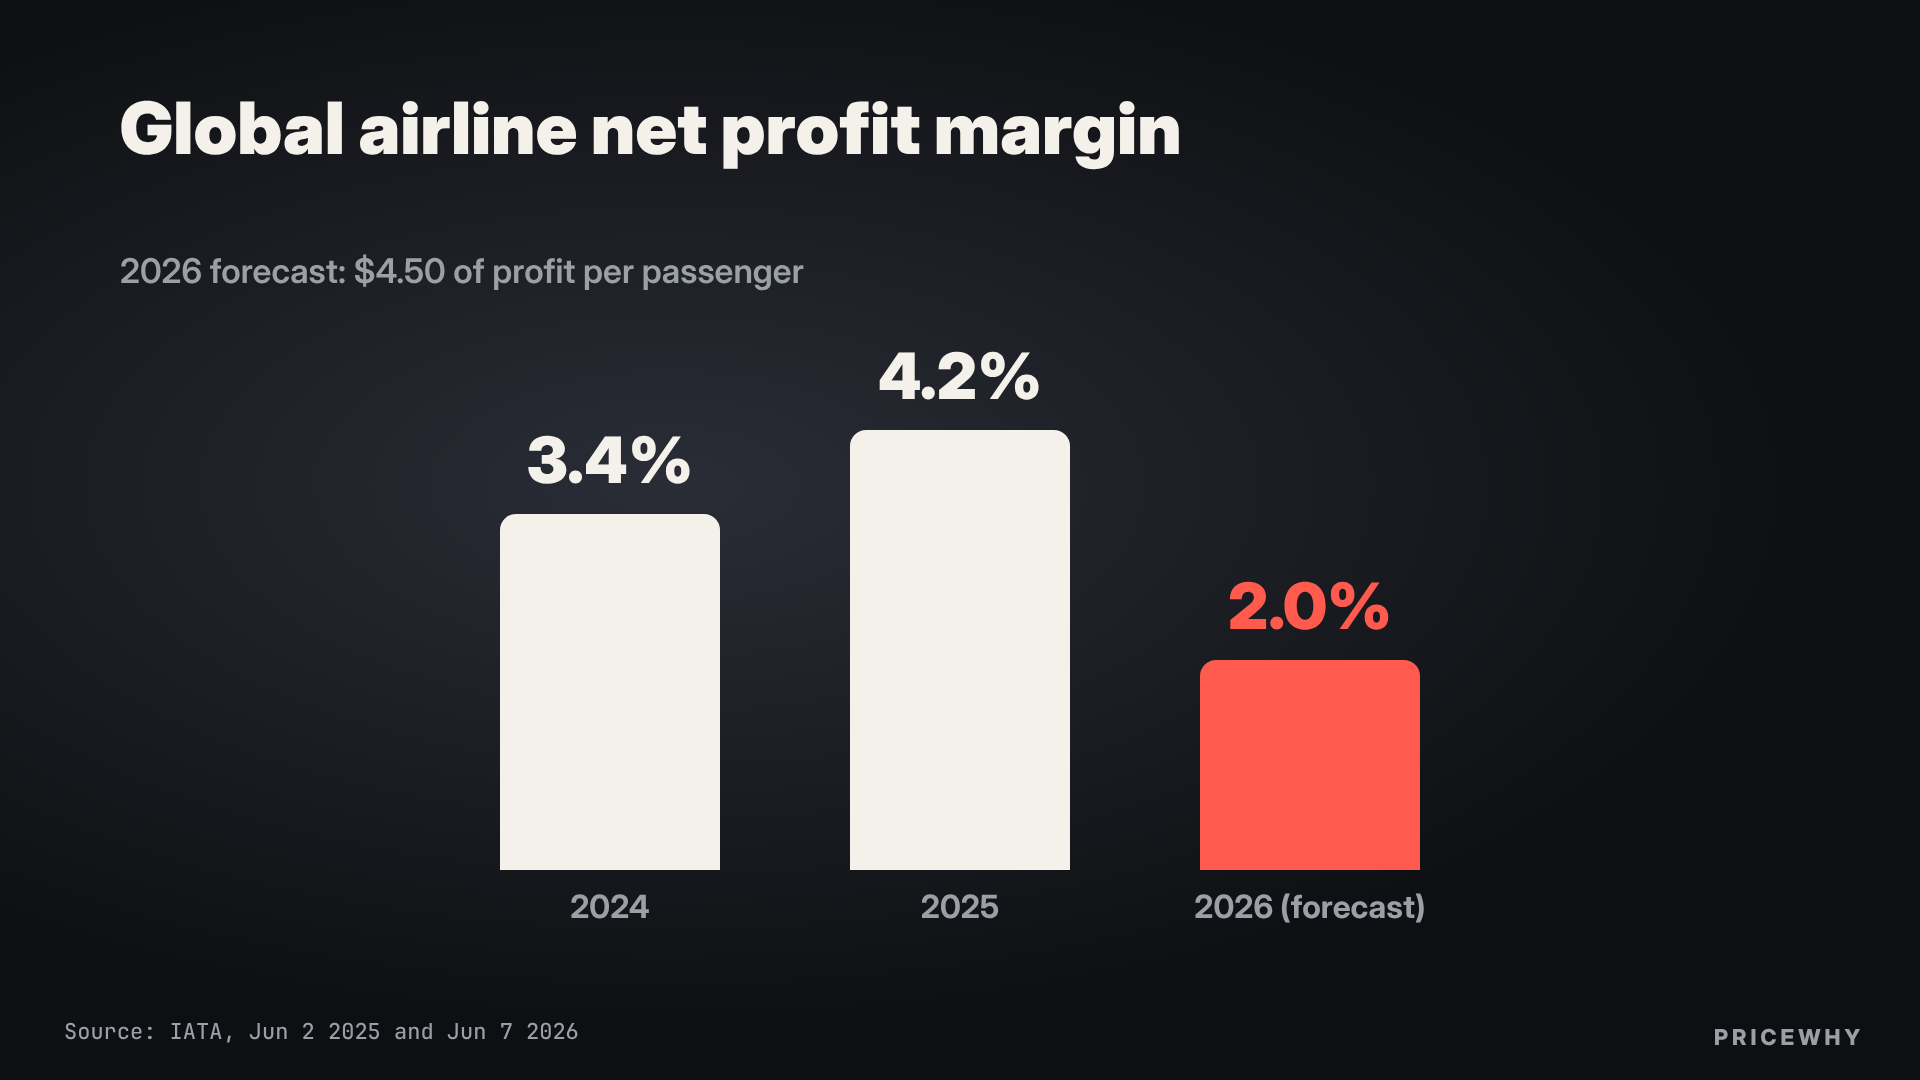 Global airline net profit margin
2026 forecast: $4.50 of profit per passenger
3.4%
4.2%
2.0%
2024
2025
2026 (forecast)
Source: IATA, Jun 2 2025 and Jun 7 2026
PRICEWHY